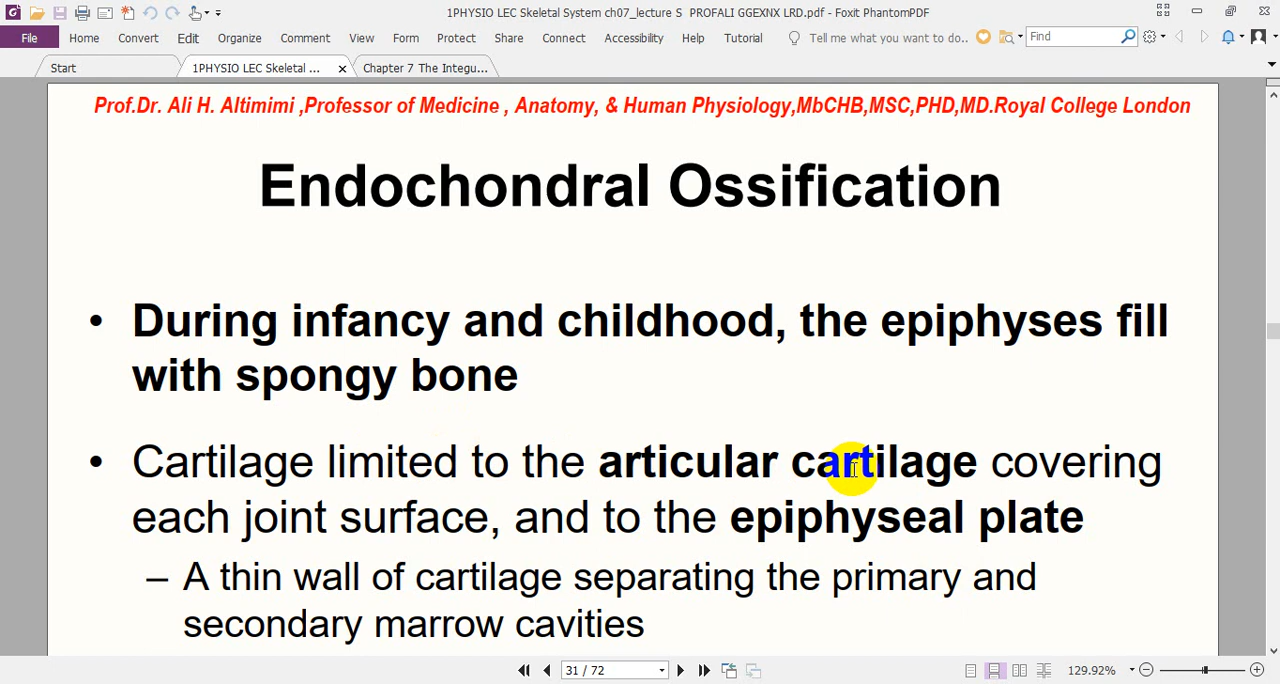 1PHYSIO LEC Skeletal System ch07_lecture S PROFALI GGEXNX LRD.pdf - Foxit PhantomPDF
File Home Convert Edit Organize Comment View Form Protect Share Connect Accessibility Help Tutorial Tell me what you want to do.. Find
Start 1PHYSIO LEC Skeletal ... Chapter 7 The Integu...
Prof.Dr. Ali H. Altimimi ,Professor of Medicine , Anatomy, & Human Physiology,MbCHB,MSC,PHD,MD.Royal College London
Endochondral Ossification
• During infancy and childhood, the epiphyses fill
with spongy bone
• Cartilage limited to the articular cartilage covering
each joint surface, and to the epiphyseal plate
– A thin wall of cartilage separating the primary and
secondary marrow cavities
31 / 72 129.92%